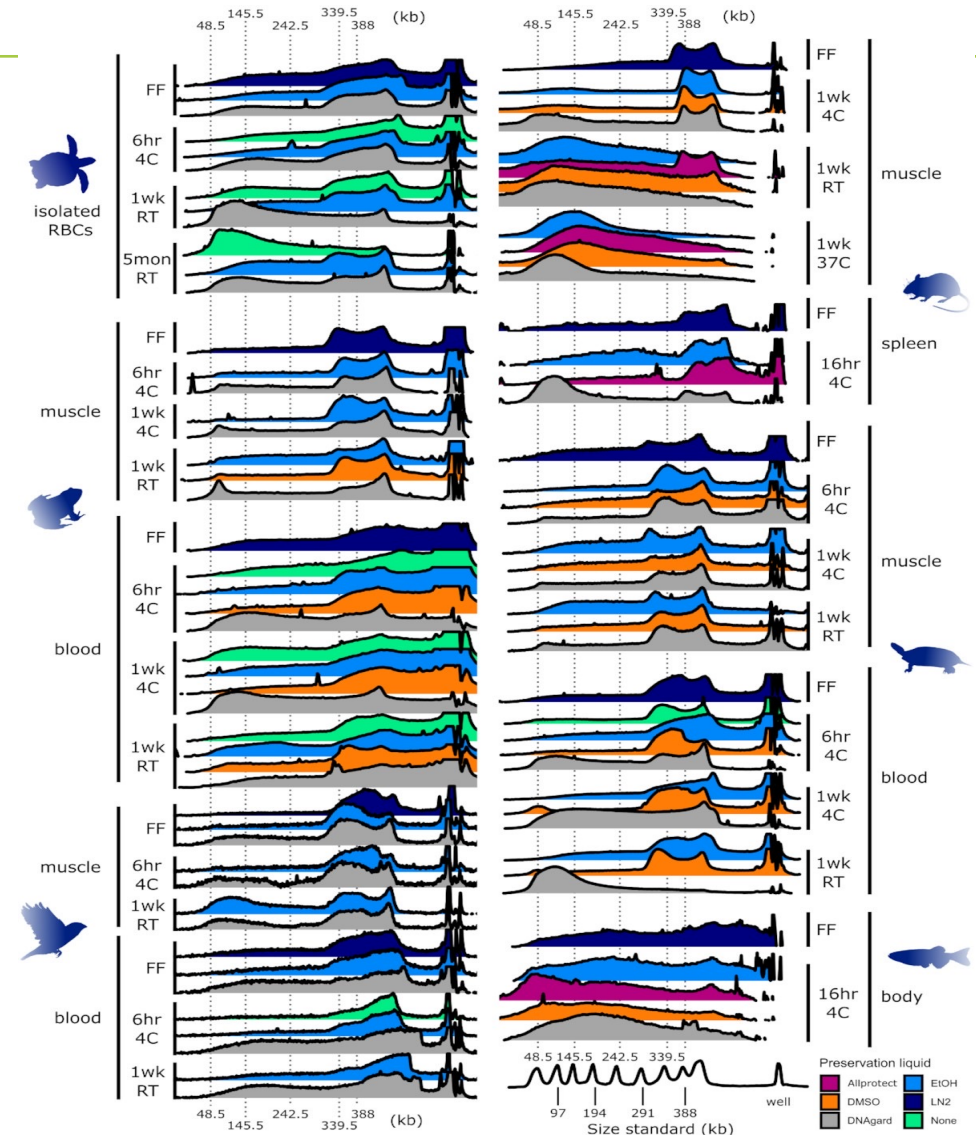 145.5 339.5 (kb)
48.5 242.5 388
FF
6hr
4C
1wk
RT
5mon
RT
isolated
RBCs
FF
6hr
4C
1wk
4C
1wk
RT
muscle
FF
6hr
4C
1wk
4C
1wk
RT
blood
FF
6hr
4C
1wk
RT
muscle
FF
6hr
4C
1wk
RT
blood
48.5 242.5 388 (kb)
145.5 339.5
145.5 339.5 (kb)
48.5 242.5 388
FF
1wk
4C
1wk
RT
1wk
37C
muscle
FF
16hr
4C
spleen
FF
6hr
4C
1wk
4C
1wk
RT
muscle
FF
6hr
4C
1wk
4C
1wk
RT
blood
FF
16hr
4C
body
48.5 145.5 242.5 339.5
97 194 291 388
well
Size standard (kb)
Preservation liquid
Allprotect EtOH
DMSO LN2
DNAgard None